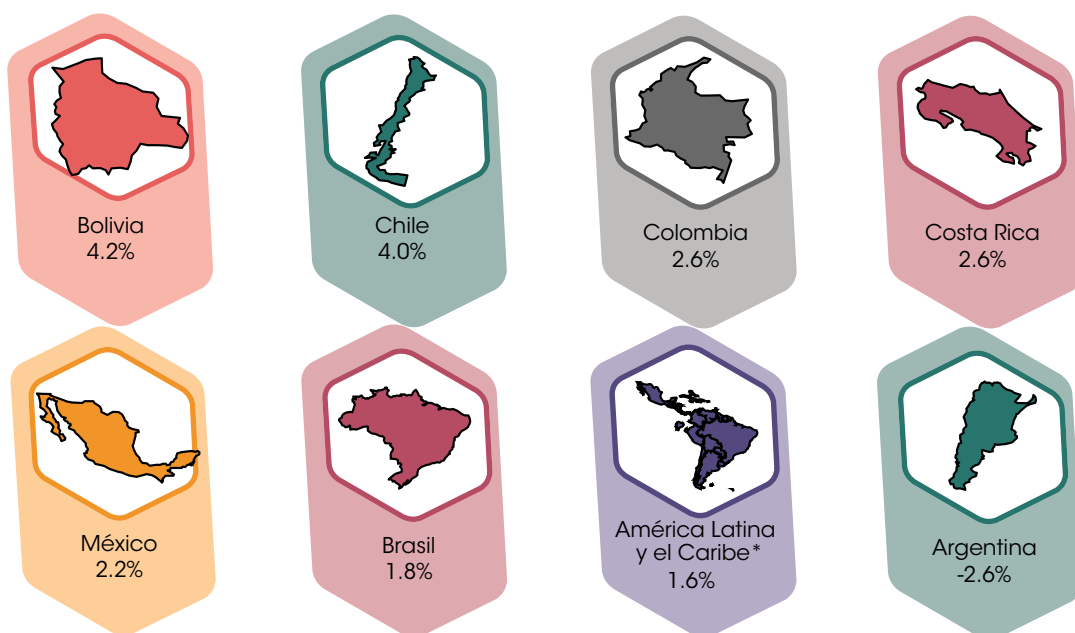 Bolivia
4.2%
Chile
4.0%
Colombia
2.6%
Costa Rica
2.6%
México
2.2%
Brasil
1.8%
América Latina
y el Caribe*
1.6%
Argentina
-2.6%